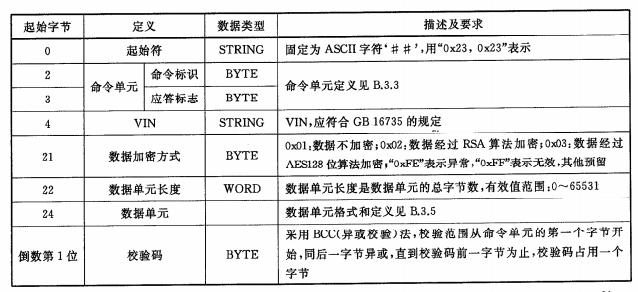 起始字节 定义 数据类型 描述及要求
0 起始符 STRING 固定为 ASCII 字符‘##’,用“0x23, 0x23”表示
2 命令单元 命令标识 BYTE 命令单元定义见 B.3.3
3 应答标志 BYTE
4 VIN STRING VIN,应符合 GB 16735 的规定
21 数据加密方式 BYTE 0x01:数据不加密;0x02:数据经过 RSA 算法加密;0x03:数据经过
AES128 位算法加密;“0xFE”表示异常,“0xFF”表示无效,其他预留
22 数据单元长度 WORD 数据单元长度是数据单元的总字节数,有效值范围:0~65531
24 数据单元 数据单元格式和定义见 B.3.5
倒数第 1 位 校验码 BYTE 采用 BCC(异或校验)法,校验范围从命令单元的第一个字节开
始,同后一字节异或,直到校验码前一字节为止,校验码占用一个
字节